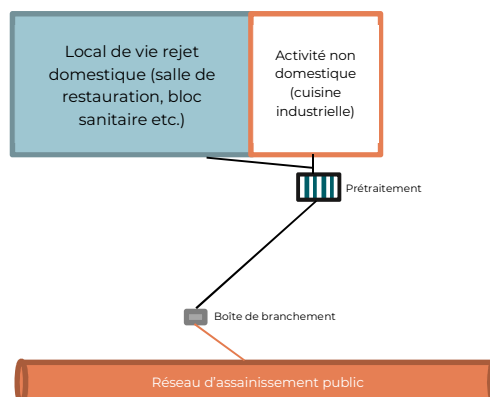 Local de vie rejet
domestique (salle de
restauration, bloc
sanitaire etc.)
Activité non
domestique
(cuisine
industrielle)
Prétraitement
Boîte de branchement
Réseau d'assainissement public